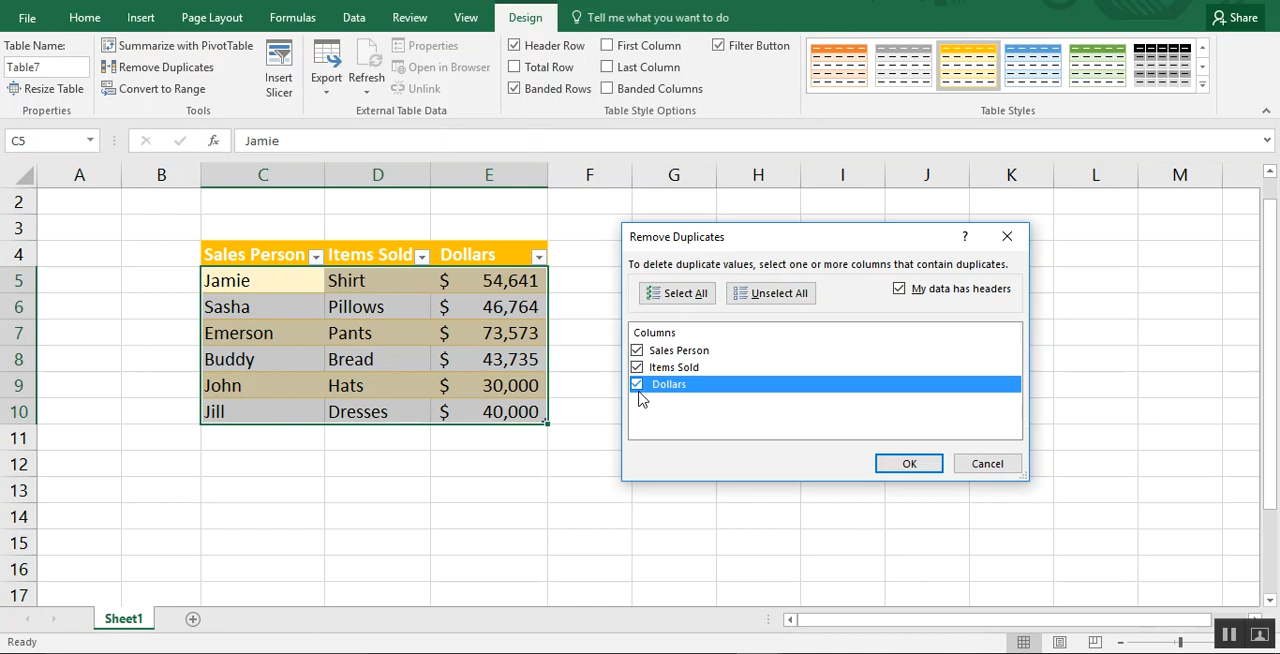 File Home Insert Page Layout Formulas Data Review View Design Tell me what you want to do Share
Table Name: Summarize with PivotTable Properties Header Row First Column Filter Button
Table7 Remove Duplicates Insert Slicer Export Refresh Open in Browser Total Row Last Column
Resize Table Convert to Range Unlink Banded Rows Banded Columns
Properties Tools External Table Data Table Style Options Table Styles
C5 fx Jamie
A B C D E F G H I J K L M
2
3
4 Sales Person Items Sold Dollars
5 Jamie Shirt $ 54,641
6 Sasha Pillows $ 46,764
7 Emerson Pants $ 73,573
8 Buddy Bread $ 43,735
9 John Hats $ 30,000
10 Jill Dresses $ 40,000
11
12
13
14
15
16
17
Remove Duplicates ?
To delete duplicate values, select one or more columns that contain duplicates.
Select All Unselect All My data has headers
Columns
Sales Person
Items Sold
Dollars
OK Cancel
Sheet1
Ready